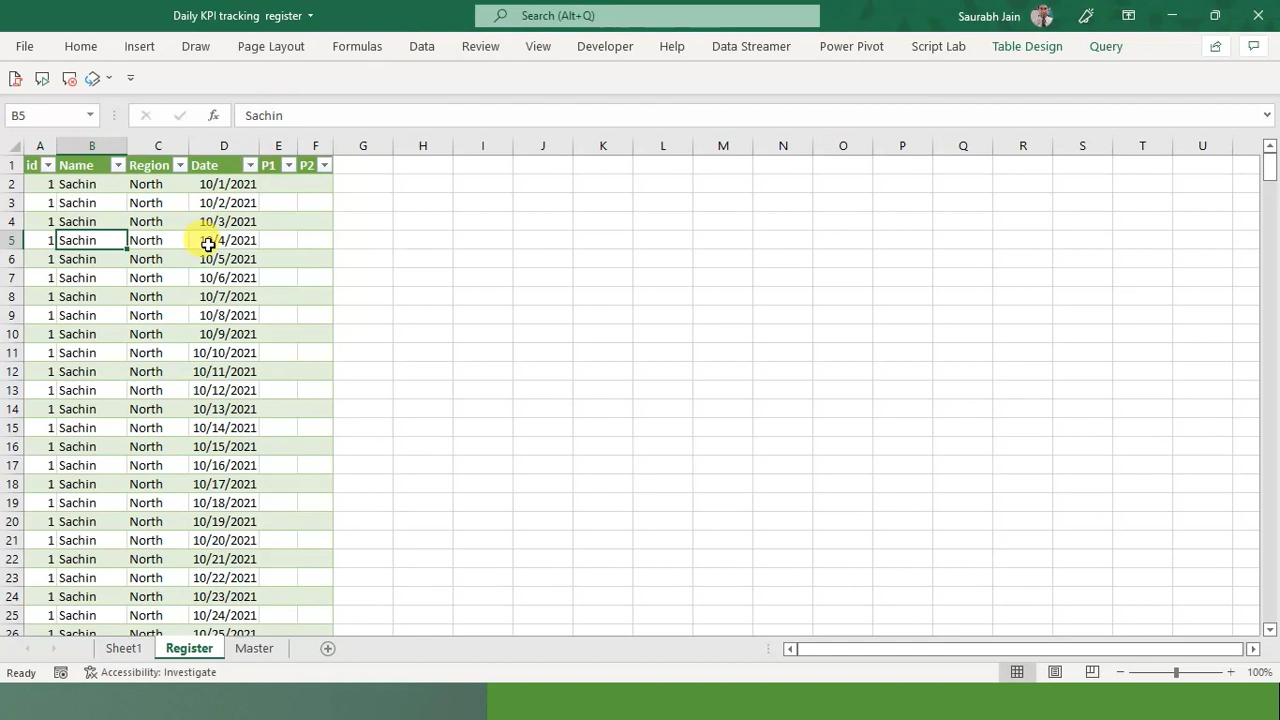 Daily KPI tracking register
Search (Alt+Q)
Saurabh Jain
File Home Insert Draw Page Layout Formulas Data Review View Developer Help Data Streamer Power Pivot Script Lab Table Design Query
B5 fx Sachin
A B C D E F G H I J K L M N O P Q R S T U
1 id Name Region Date P1 P2
2 1 Sachin North 10/1/2021
3 1 Sachin North 10/2/2021
4 1 Sachin North 10/3/2021
5 1 Sachin North 10/4/2021
6 1 Sachin North 10/5/2021
7 1 Sachin North 10/6/2021
8 1 Sachin North 10/7/2021
9 1 Sachin North 10/8/2021
10 1 Sachin North 10/9/2021
11 1 Sachin North 10/10/2021
12 1 Sachin North 10/11/2021
13 1 Sachin North 10/12/2021
14 1 Sachin North 10/13/2021
15 1 Sachin North 10/14/2021
16 1 Sachin North 10/15/2021
17 1 Sachin North 10/16/2021
18 1 Sachin North 10/17/2021
19 1 Sachin North 10/18/2021
20 1 Sachin North 10/19/2021
21 1 Sachin North 10/20/2021
22 1 Sachin North 10/21/2021
23 1 Sachin North 10/22/2021
24 1 Sachin North 10/23/2021
25 1 Sachin North 10/24/2021
26 1 Sachin North 10/25/2021
Sheet1 Register Master
Ready Accessibility: Investigate 100%